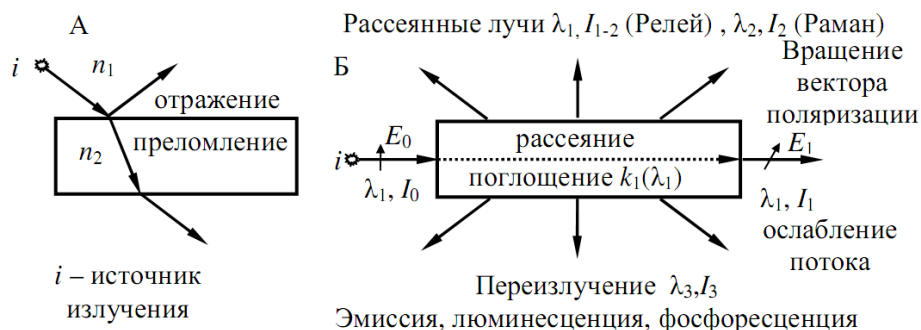 А
i
n₁
отражение
преломление
n₂
i – источник
излучения
Рассеянные лучи λ₁, I₁₋₂ (Релей) , λ₂, I₂ (Раман)
Б
Вращение
вектора
поляризации
i
E₀
λ₁, I₀
рассеяние
поглощение k₁(λ₁)
E₁
λ₁, I₁
ослабление
потока
Переизлучение λ₃,I₃
Эмиссия, люминесценция, фосфоресценция